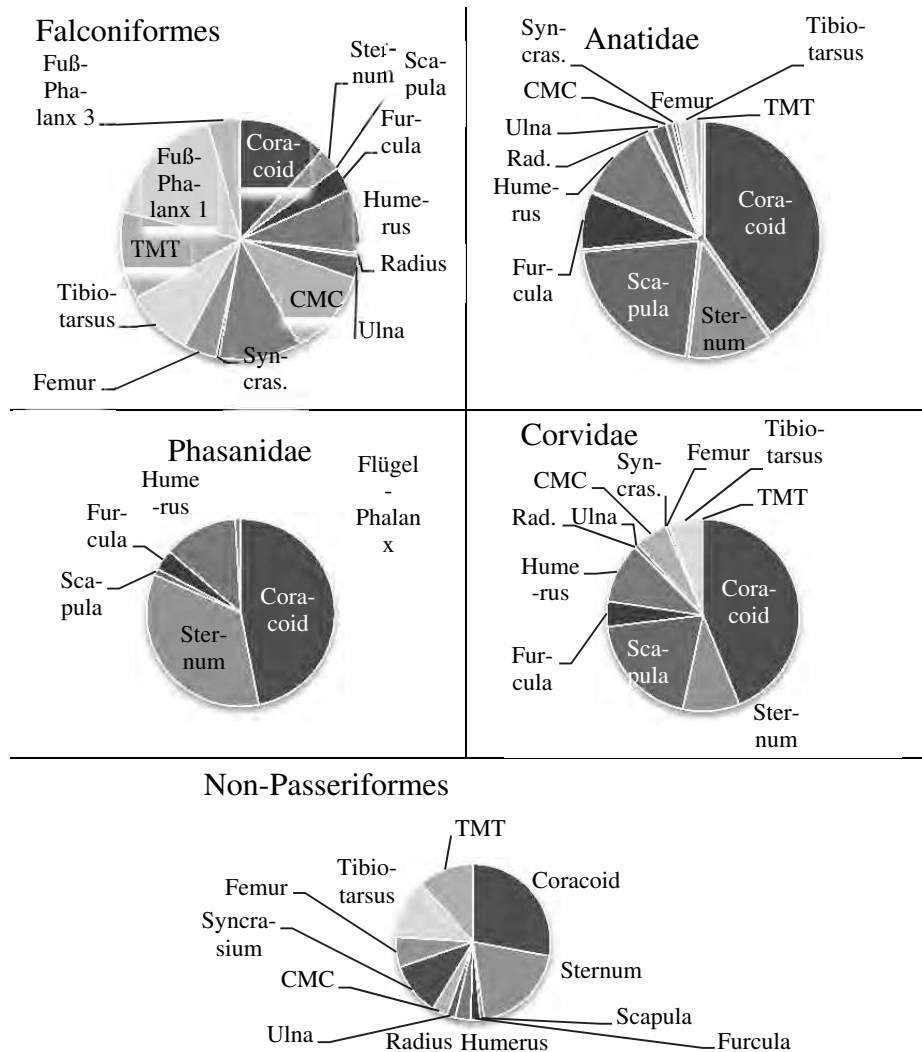 Falconiformes
Fuß-
Pha-
lanx 3
Ster-
num
Sca-
pula
Fur-
cula
Cora-
coid
Fuß-
Pha-
lanx 1
Hume-
rus
TMT
Radius
Tibio-
tarsus
CMC
Ulna
Femur
Syn-
cras.
Anatidae
Syn-
cras.
Tibio-
tarsus
CMC
Femur
TMT
Ulna
Rad.
Hume-
rus
Cora-
coid
Fur-
cula
Sca-
pula
Ster-
num
Phasanidae
Hume
-rus
Flügel
-
Phalan
x
Fur-
cula
Sca-
pula
Cora-
coid
Ster-
num
Corvidae
Tibio-
tarsus
Femur
Syn-
cras.
CMC
TMT
Rad.
Ulna
Hume
-rus
Cora-
coid
Fur-
cula
Sca-
pula
Ster-
num
Non-Passeriformes
TMT
Tibio-
tarsus
Femur
Coracoid
Syncra-
sium
Sternum
CMC
Scapula
Ulna
Radius
Humerus
Furcula